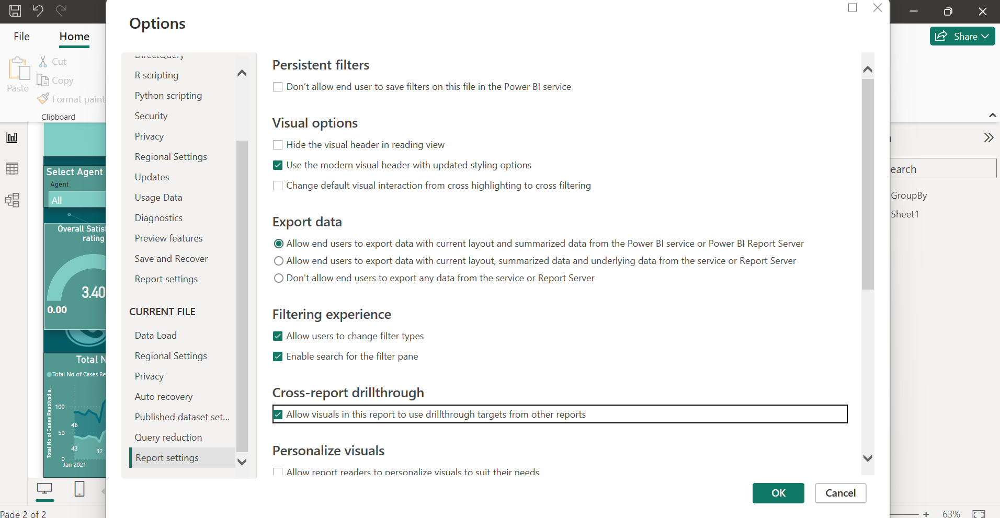 File
Home
Share
Paste
Cut
Copy
Format paint
Clipboard
Select Agent
Agent
All
Overall Satis
rating
3.40
0.00
Total N
Total No of Cases Re
Total No of Cases Resolved a...
100
50
0
46
43
32
Jan 2021
Page 2 of 2
Options
DirectQuery
R scripting
Python scripting
Security
Privacy
Regional Settings
Updates
Usage Data
Diagnostics
Preview features
Save and Recover
Report settings
CURRENT FILE
Data Load
Regional Settings
Privacy
Auto recovery
Published dataset set...
Query reduction
Report settings
Persistent filters
Don't allow end user to save filters on this file in the Power BI service
Visual options
Hide the visual header in reading view
Use the modern visual header with updated styling options
Change default visual interaction from cross highlighting to cross filtering
Export data
Allow end users to export data with current layout and summarized data from the Power BI service or Power BI Report Server
Allow end users to export data with current layout, summarized data and underlying data from the service or Report Server
Don't allow end users to export any data from the service or Report Server
Filtering experience
Allow users to change filter types
Enable search for the filter pane
Cross-report drillthrough
Allow visuals in this report to use drillthrough targets from other reports
Personalize visuals
Allow report readers to personalize visuals to suit their needs
OK
Cancel
earch
GroupBy
Sheet1
63%